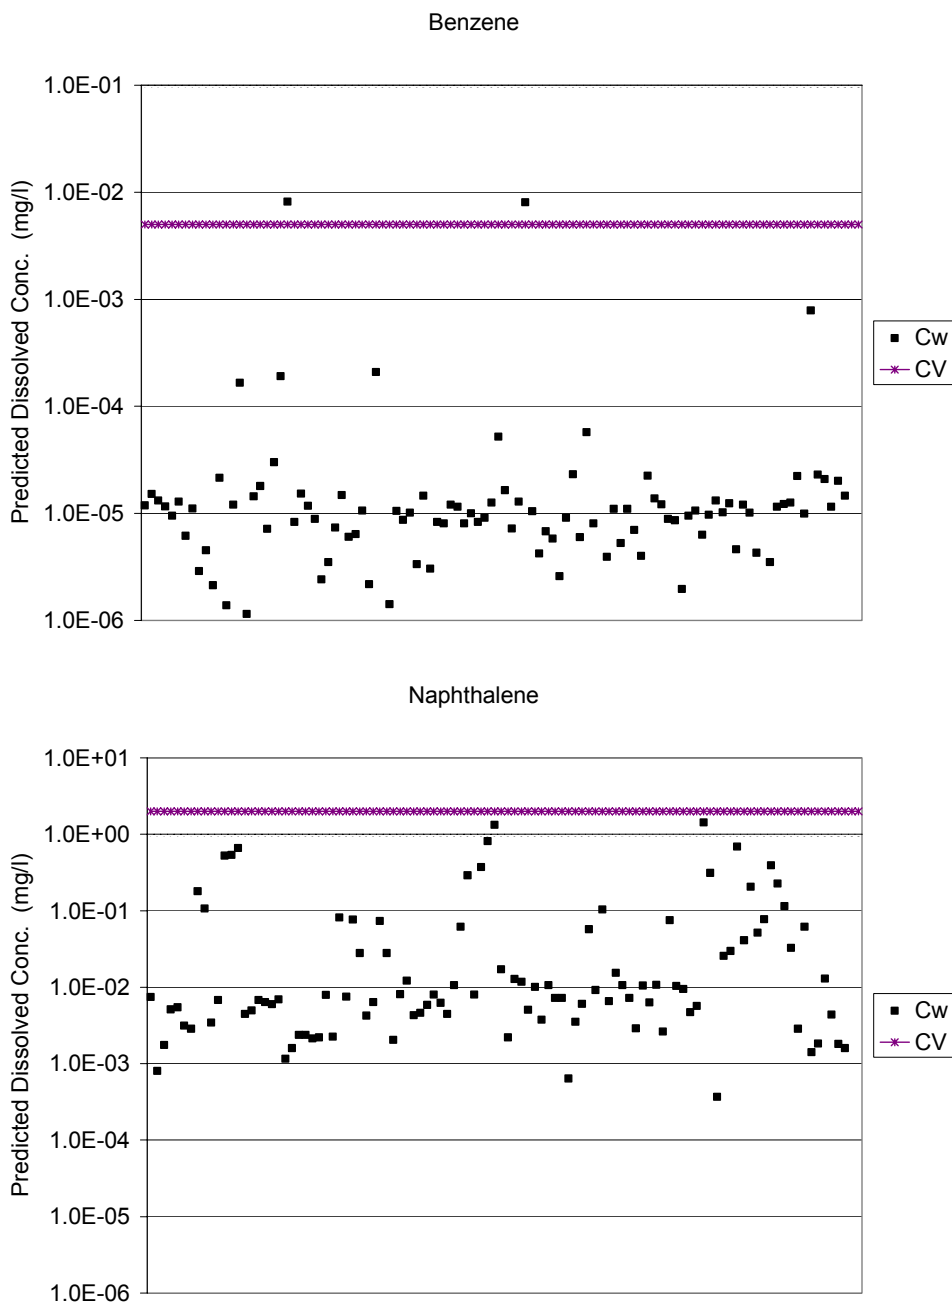 Benzene
1.0E-01
1.0E-02
1.0E-03
1.0E-04
1.0E-05
1.0E-06
Predicted Dissolved Conc. (mg/l)
Cw
CV
Naphthalene
1.0E+01
1.0E+00
1.0E-01
1.0E-02
1.0E-03
1.0E-04
1.0E-05
1.0E-06
Predicted Dissolved Conc. (mg/l)
Cw
CV